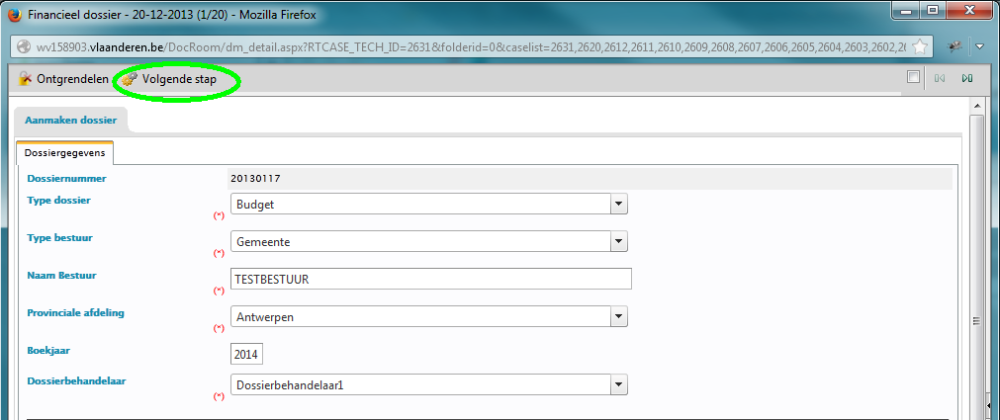 Financieel dossier - 20-12-2013 (1/20) - Mozilla Firefox
wv158903.vlaanderen.be/DocRoom/dm_detail.aspx?RTCASE_TECH_ID=2631&folderid=0&caselist=2631,2620,2612,2611,2610,2609,2608,2607,2606,2605,2604,2603,2602,26
Ontgrendelen Volgende stap
Aanmaken dossier
Dossiergegevens
Dossiernummer 20130117
Type dossier (*) Budget
Type bestuur (*) Gemeente
Naam Bestuur (*) TESTBESTUUR
Provinciale afdeling (*) Antwerpen
Boekjaar 2014
Dossierbehandelaar (*) Dossierbehandelaar1